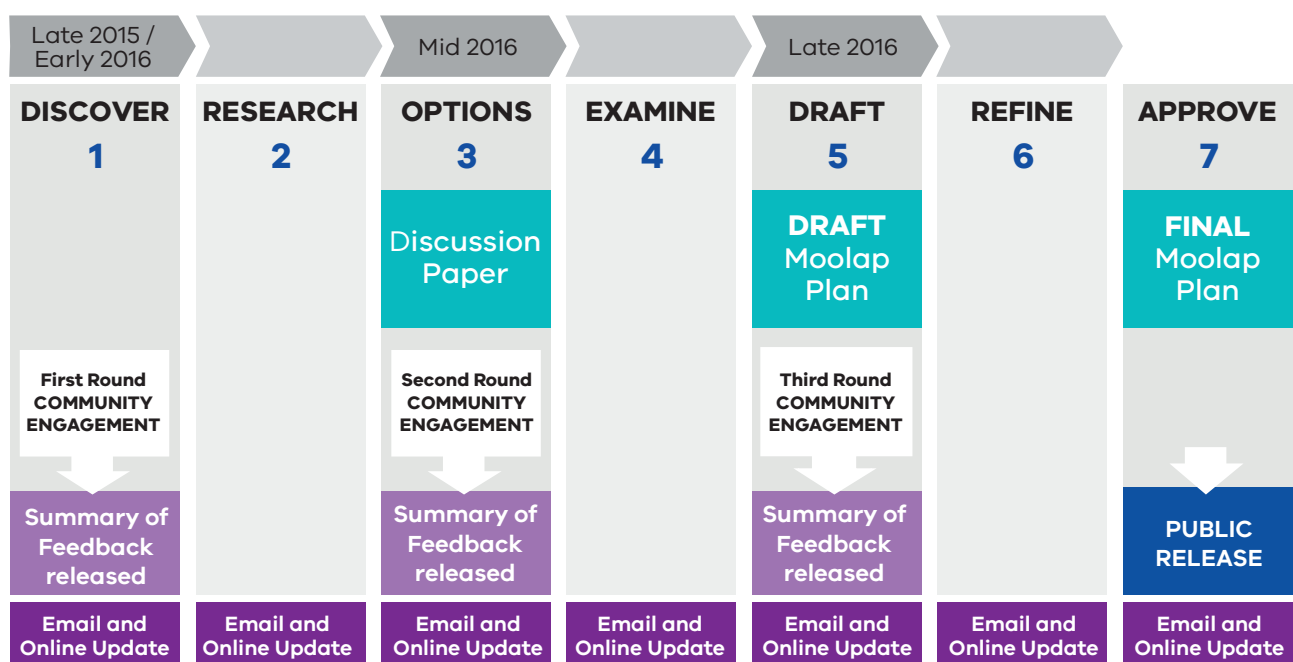 Late 2015 /
Early 2016
Mid 2016
Late 2016
DISCOVER
1
RESEARCH
2
OPTIONS
3
EXAMINE
4
DRAFT
5
REFINE
6
APPROVE
7
Discussion
Paper
DRAFT
Moolap
Plan
FINAL
Moolap
Plan
First Round
COMMUNITY
ENGAGEMENT
Second Round
COMMUNITY
ENGAGEMENT
Third Round
COMMUNITY
ENGAGEMENT
Summary of
Feedback
released
Summary of
Feedback
released
Summary of
Feedback
released
PUBLIC
RELEASE
Email and
Online Update
Email and
Online Update
Email and
Online Update
Email and
Online Update
Email and
Online Update
Email and
Online Update
Email and
Online Update